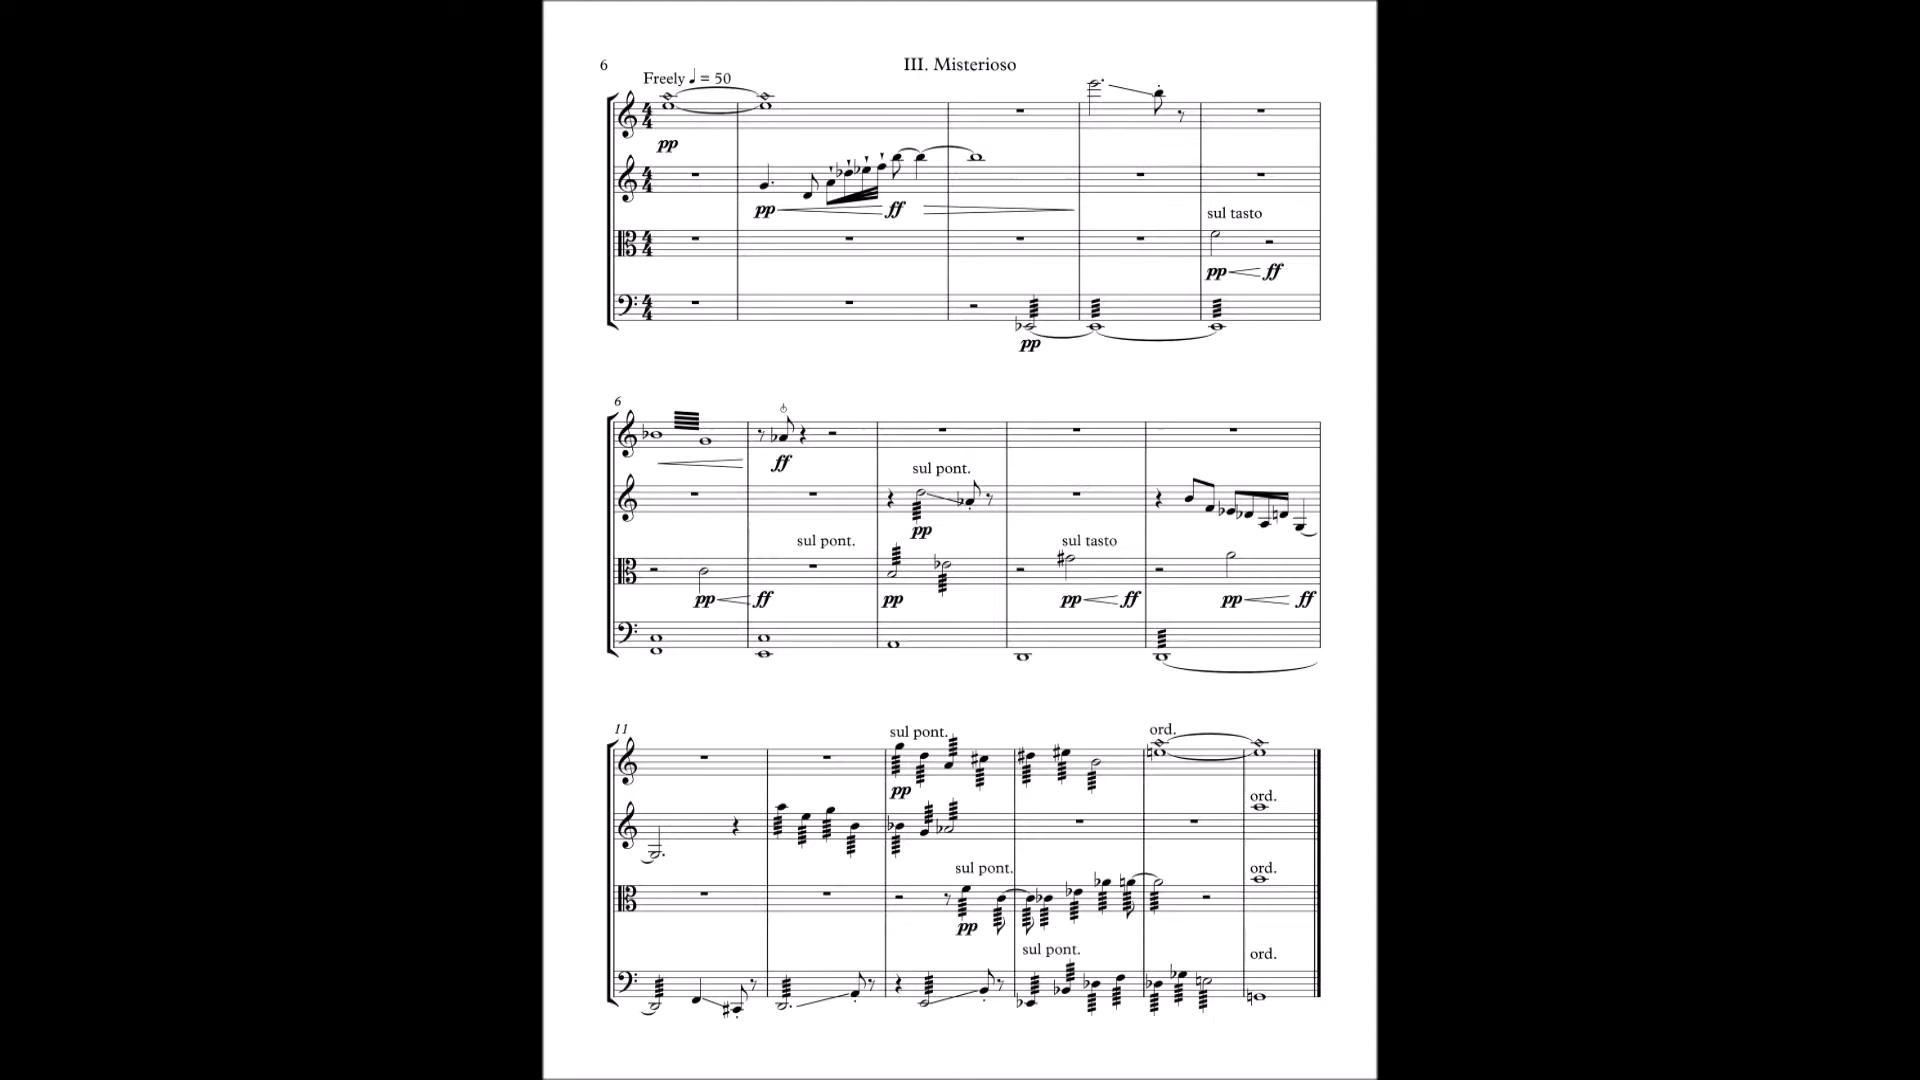 6
III. Misterioso
Freely ♩ = 50
pp
pp ff
sul tasto
pp ff
pp
6
ff
sul pont.
pp
sul pont. sul tasto
pp ff pp pp ff pp ff
11
sul pont. ord.
pp
ord.
sul pont. ord.
pp
sul pont. ord.